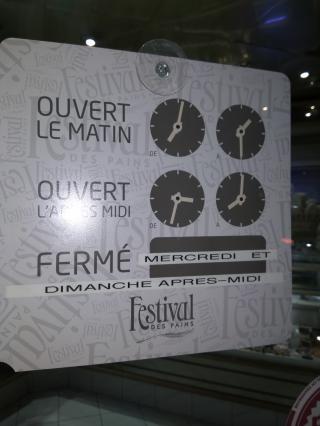 OUVERT
LE MATIN
DE
A
OUVERT
L'APRES MIDI
DE
A
FERMÉ MERCREDI ET
DIMANCHE APRES-MIDI
Festival
DES PAINS